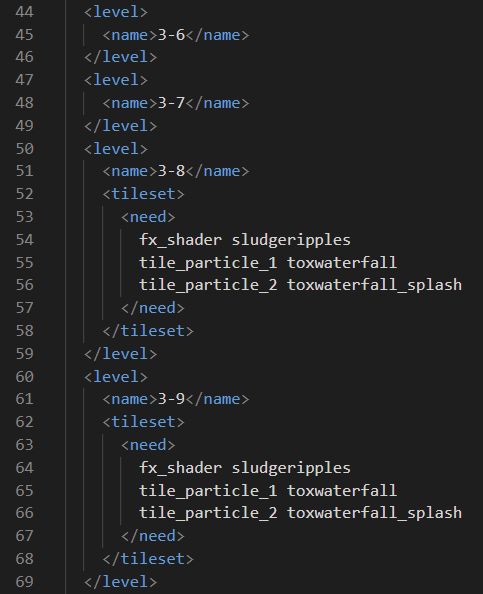 44 <level>
45 <name>3-6</name>
46 </level>
47 <level>
48 <name>3-7</name>
49 </level>
50 <level>
51 <name>3-8</name>
52 <tileset>
53 <need>
54 fx_shader sludgeripples
55 tile_particle_1 toxwaterfall
56 tile_particle_2 toxwaterfall_splash
57 </need>
58 </tileset>
59 </level>
60 <level>
61 <name>3-9</name>
62 <tileset>
63 <need>
64 fx_shader sludgeripples
65 tile_particle_1 toxwaterfall
66 tile_particle_2 toxwaterfall_splash
67 </need>
68 </tileset>
69 </level>